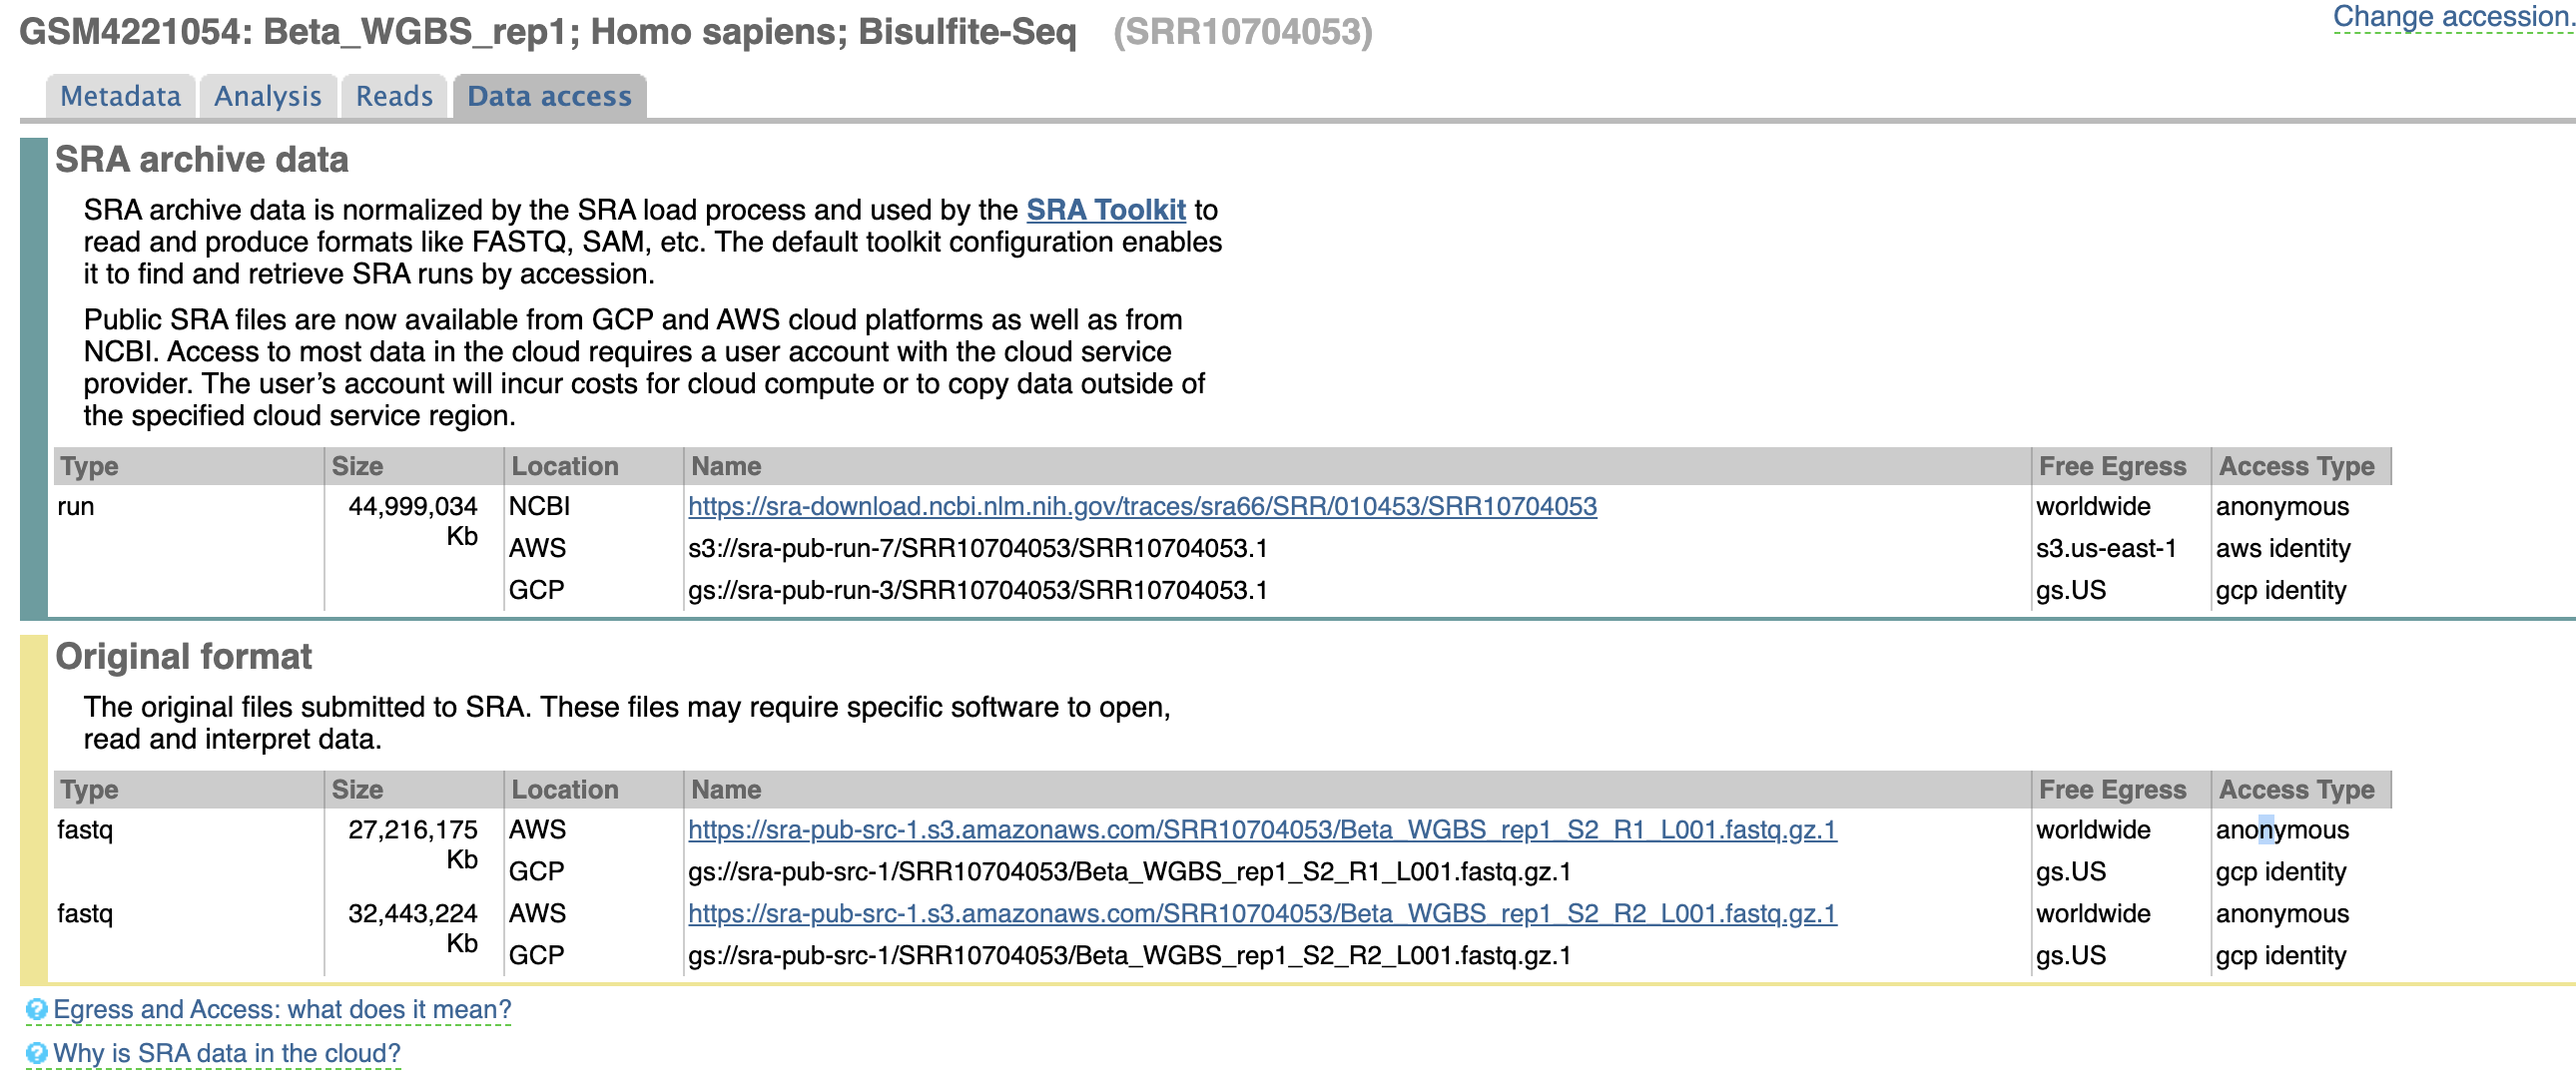 GSM4221054: Beta_WGBS_rep1; Homo sapiens; Bisulfite-Seq (SRR10704053)
Change accession.
Metadata Analysis Reads Data access
SRA archive data
SRA archive data is normalized by the SRA load process and used by the SRA Toolkit to
read and produce formats like FASTQ, SAM, etc. The default toolkit configuration enables
it to find and retrieve SRA runs by accession.
Public SRA files are now available from GCP and AWS cloud platforms as well as from
NCBI. Access to most data in the cloud requires a user account with the cloud service
provider. The user’s account will incur costs for cloud compute or to copy data outside of
the specified cloud service region.
Type Size Location Name Free Egress Access Type
run 44,999,034 Kb NCBI https://sra-download.ncbi.nlm.nih.gov/traces/sra66/SRR/010453/SRR10704053 worldwide anonymous
AWS s3://sra-pub-run-7/SRR10704053/SRR10704053.1 s3.us-east-1 aws identity
GCP gs://sra-pub-run-3/SRR10704053/SRR10704053.1 gs.US gcp identity
Original format
The original files submitted to SRA. These files may require specific software to open,
read and interpret data.
Type Size Location Name Free Egress Access Type
fastq 27,216,175 Kb AWS https://sra-pub-src-1.s3.amazonaws.com/SRR10704053/Beta_WGBS_rep1_S2_R1_L001.fastq.gz.1 worldwide anonymous
GCP gs://sra-pub-src-1/SRR10704053/Beta_WGBS_rep1_S2_R1_L001.fastq.gz.1 gs.US gcp identity
fastq 32,443,224 Kb AWS https://sra-pub-src-1.s3.amazonaws.com/SRR10704053/Beta_WGBS_rep1_S2_R2_L001.fastq.gz.1 worldwide anonymous
GCP gs://sra-pub-src-1/SRR10704053/Beta_WGBS_rep1_S2_R2_L001.fastq.gz.1 gs.US gcp identity
? Egress and Access: what does it mean?
? Why is SRA data in the cloud?